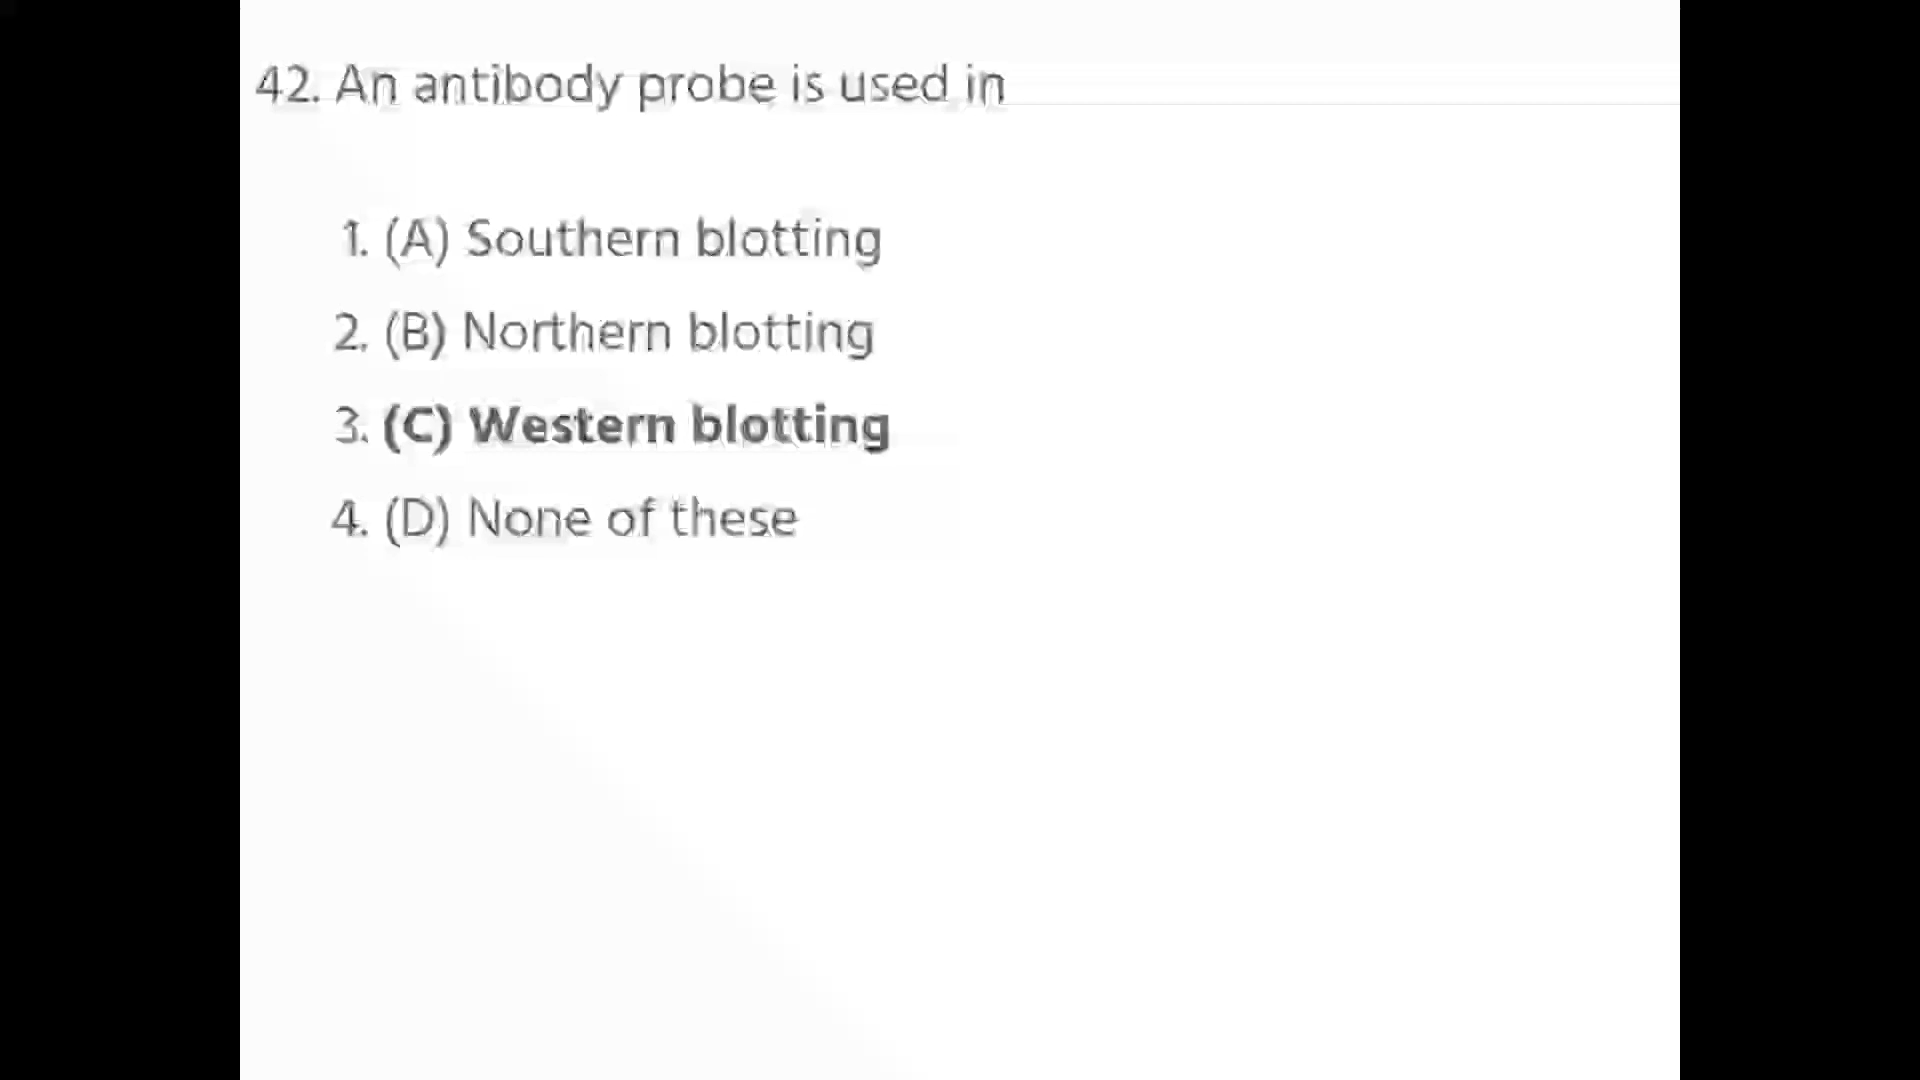 42. An antibody probe is used in
1. (A) Southern blotting
2. (B) Northern blotting
3. (C) Western blotting
4. (D) None of these